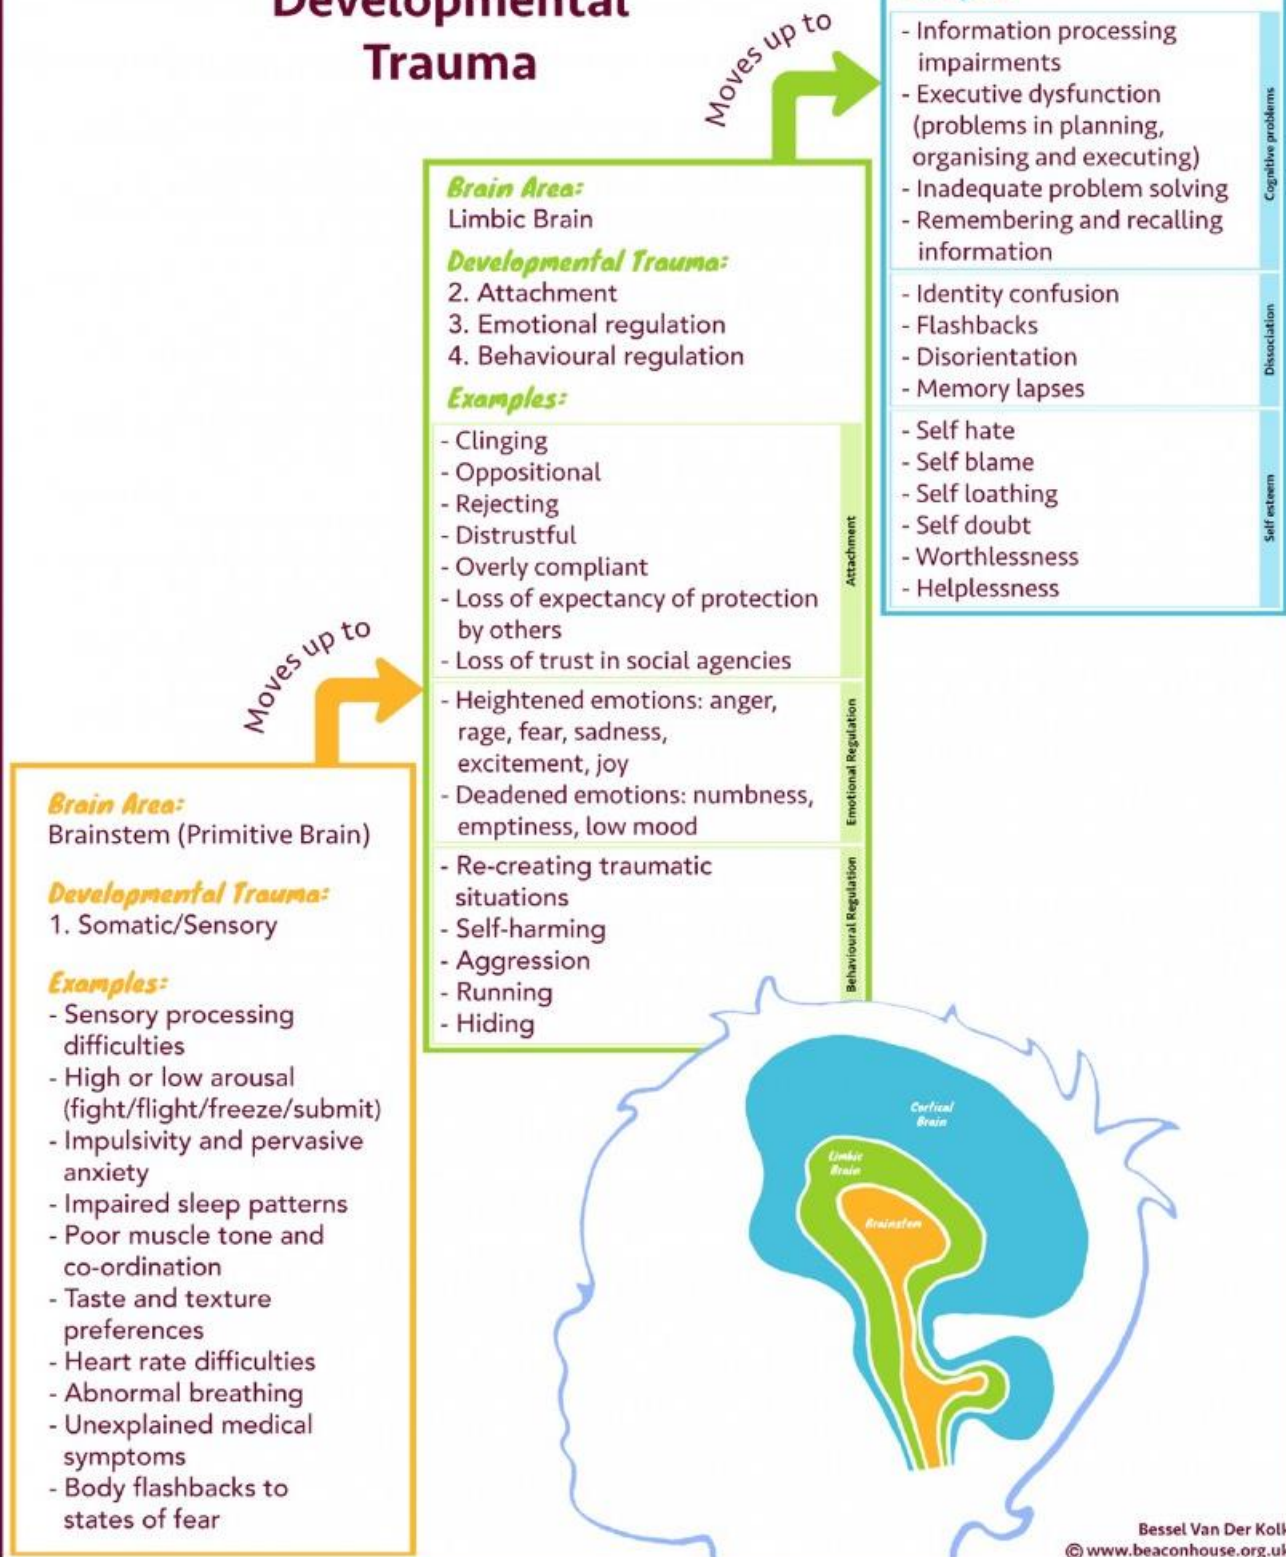 Developmental
Trauma
Moves up to
- Information processing
impairments
- Executive dysfunction
(problems in planning,
organising and executing)
- Inadequate problem solving
- Remembering and recalling
information
Cognitive problems
- Identity confusion
- Flashbacks
- Disorientation
- Memory lapses
Dissociation
- Self hate
- Self blame
- Self loathing
- Self doubt
- Worthlessness
- Helplessness
Self esteem
Brain Area:
Limbic Brain
Developmental Trauma:
2. Attachment
3. Emotional regulation
4. Behavioural regulation
Examples:
- Clinging
- Oppositional
- Rejecting
- Distrustful
- Overly compliant
- Loss of expectancy of protection
by others
- Loss of trust in social agencies
Attachment
- Heightened emotions: anger,
rage, fear, sadness,
excitement, joy
- Deadened emotions: numbness,
emptiness, low mood
Emotional Regulation
- Re-creating traumatic
situations
- Self-harming
- Aggression
- Running
- Hiding
Behavioural Regulation
Moves up to
Brain Area:
Brainstem (Primitive Brain)
Developmental Trauma:
1. Somatic/Sensory
Examples:
- Sensory processing
difficulties
- High or low arousal
(fight/flight/freeze/submit)
- Impulsivity and pervasive
anxiety
- Impaired sleep patterns
- Poor muscle tone and
co-ordination
- Taste and texture
preferences
- Heart rate difficulties
- Abnormal breathing
- Unexplained medical
symptoms
- Body flashbacks to
states of fear
Cortical
Brain
Limbic
Brain
Brainstem
Bessel Van Der Kolk
© www.beaconhouse.org.uk